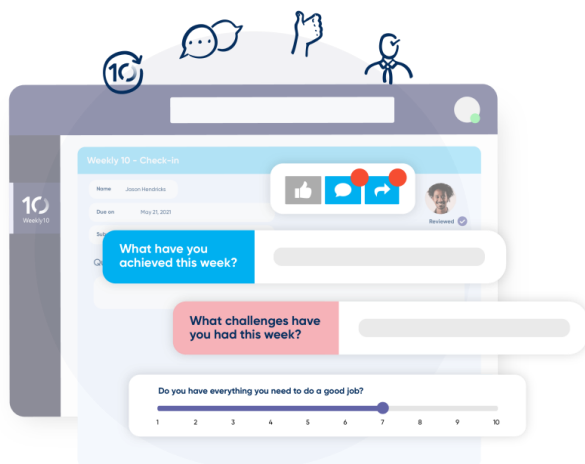 10
Weekly 10 - Check-in
Name Jason Hendricks
Due on May 21, 2021
10
Weekly10
Reviewed
What have you
achieved this week?
What challenges have
you had this week?
Do you have everything you need to do a good job?
1 2 3 4 5 6 7 8 9 10